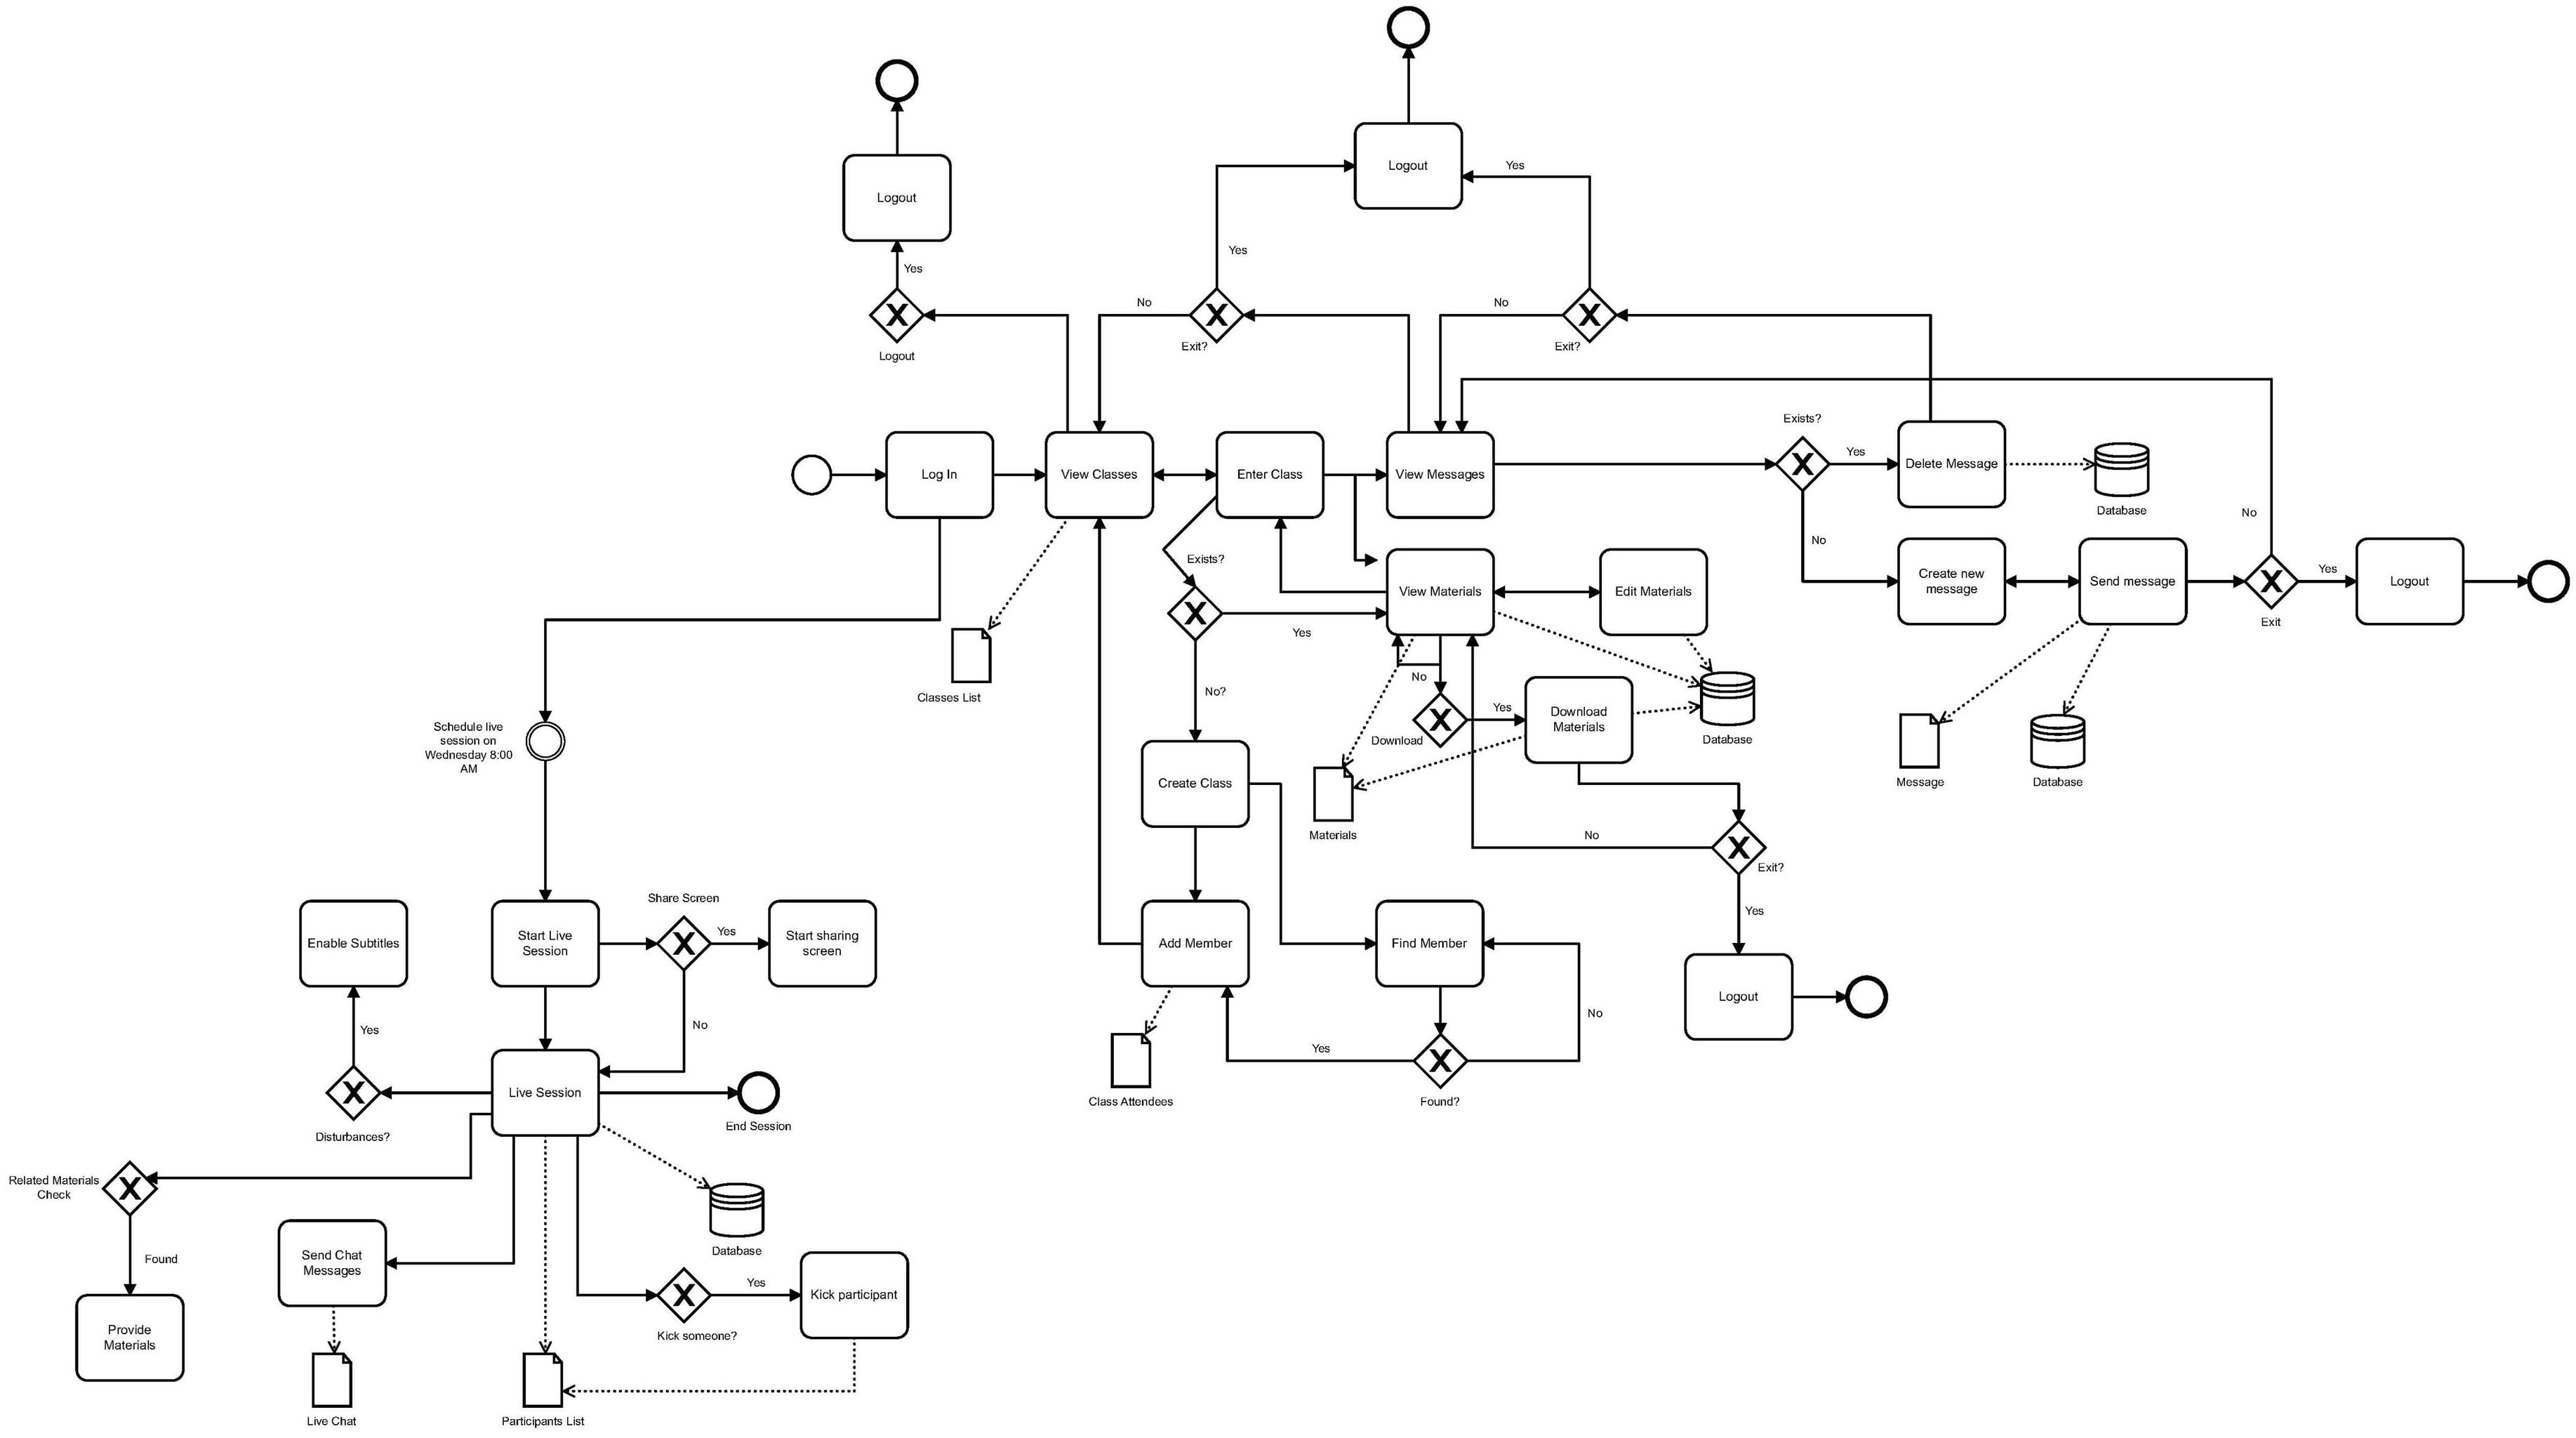 Logout
Yes
Logout
Yes
Yes
Logout
No
Exit?
No
Exit?
Log In
View Classes
Enter Class
View Messages
Exists?
Yes
Delete Message
Database
No
No
Create new
message
Send message
Exit
Yes
Logout
Message
Database
Exists?
Yes
No?
View Materials
Edit Materials
No
Download
Yes
Download
Materials
Database
Materials
Classes List
Schedule live
session on
Wednesday 8:00
AM
Create Class
No
Exit?
Yes
Logout
Add Member
Find Member
No
Yes
Found?
Class Attendees
Enable Subtitles
Start Live
Session
Share Screen
Yes
Start sharing
screen
Yes
No
Disturbances?
Live Session
End Session
Related Materials
Check
Found
Provide
Materials
Send Chat
Messages
Live Chat
Database
Kick someone?
Yes
Kick participant
Participants List